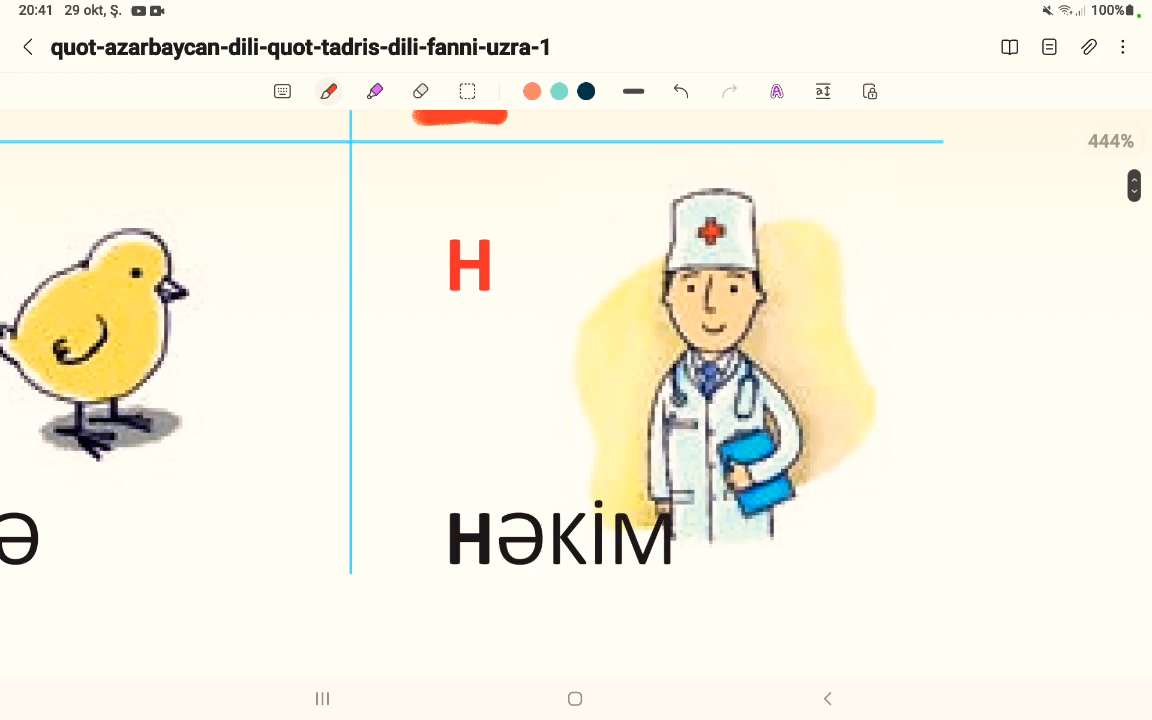 20:41 29 okt, Ş. 100%
quot-azarbaycan-dili-quot-tadris-dili-fanni-uzra-1
444%
H
Ə
HƏKİM